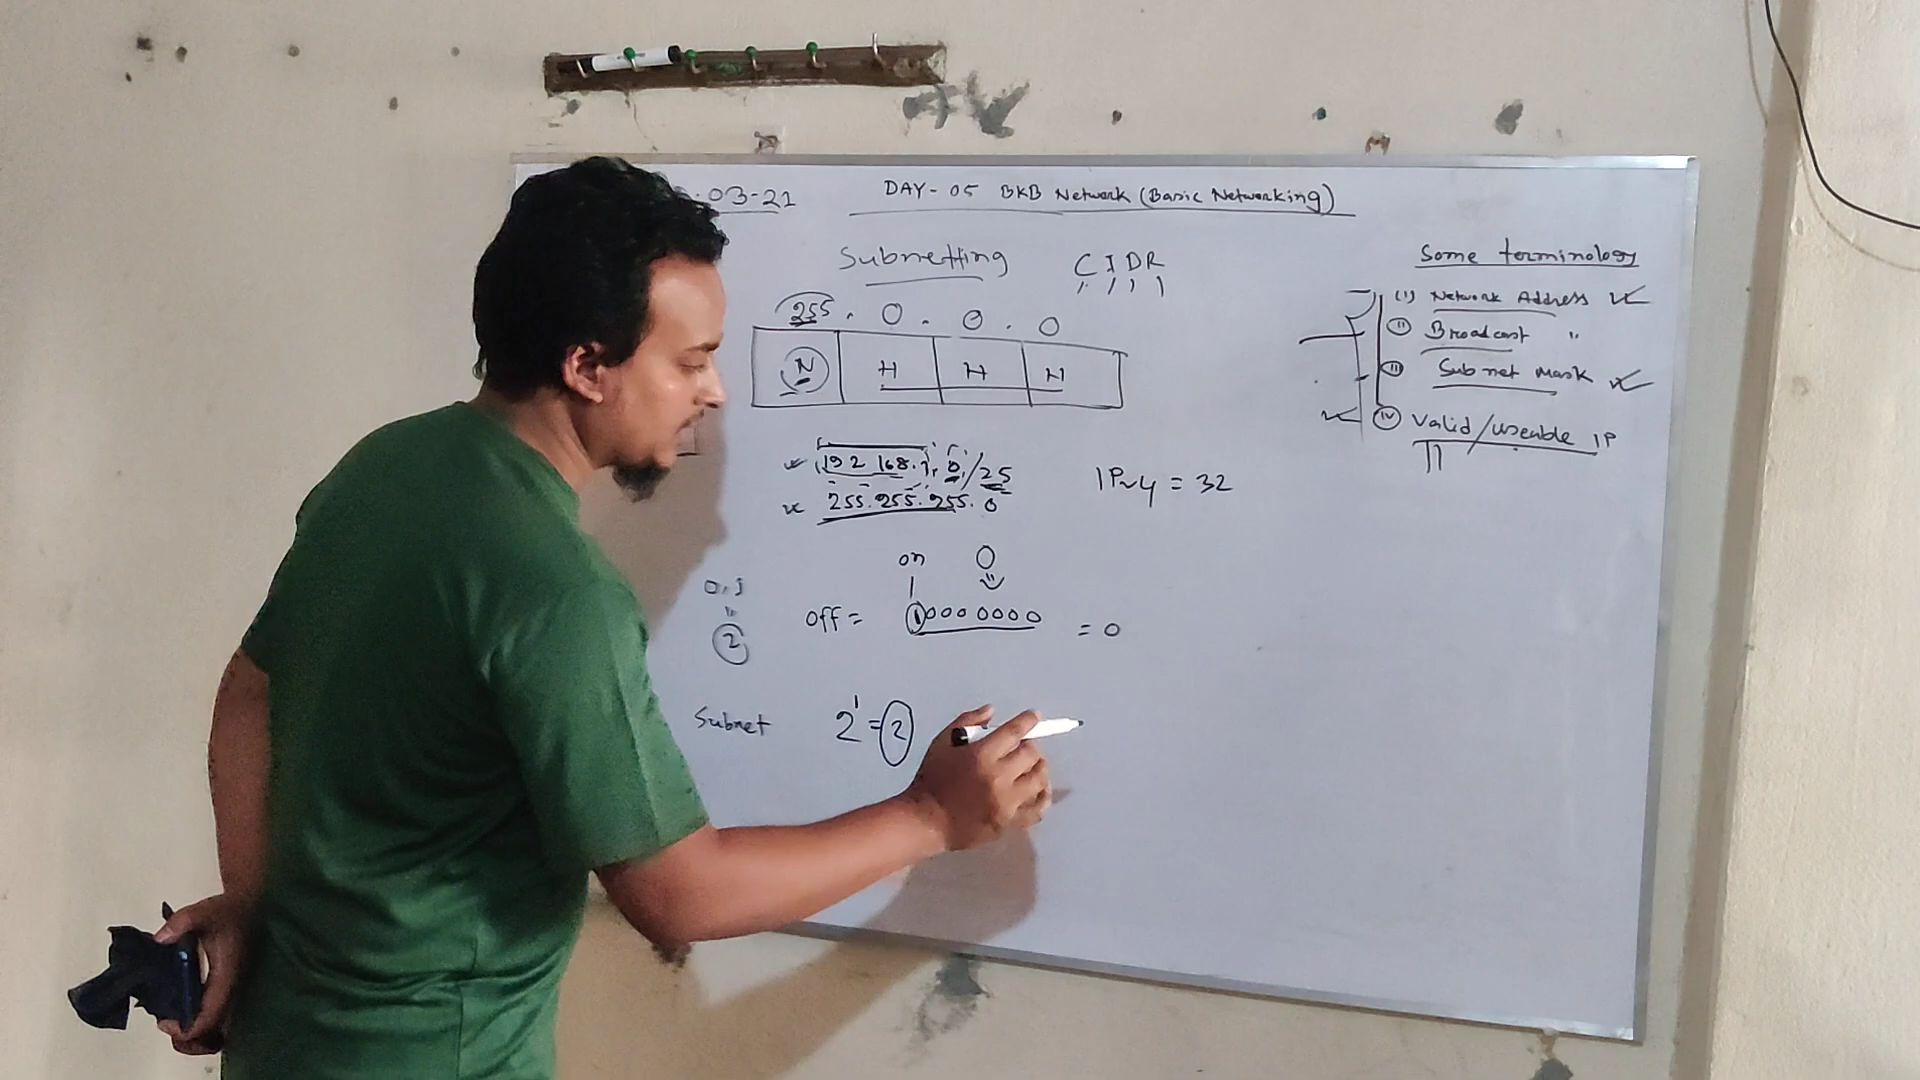 03-21
DAY-05 BKB Network (Basic Networking)
Subnetting CIDR
255.0.0.0
N H H H
192 168.1.0/25
255.255.255.0
IPv4 = 32
on 0
0,1
2
off = 10000000 = 0
Subnet 2¹ = 2
Some terminology
(I) Network Address
(II) Broadcast "
(III) Subnet Mask
(IV) Valid/useable IP